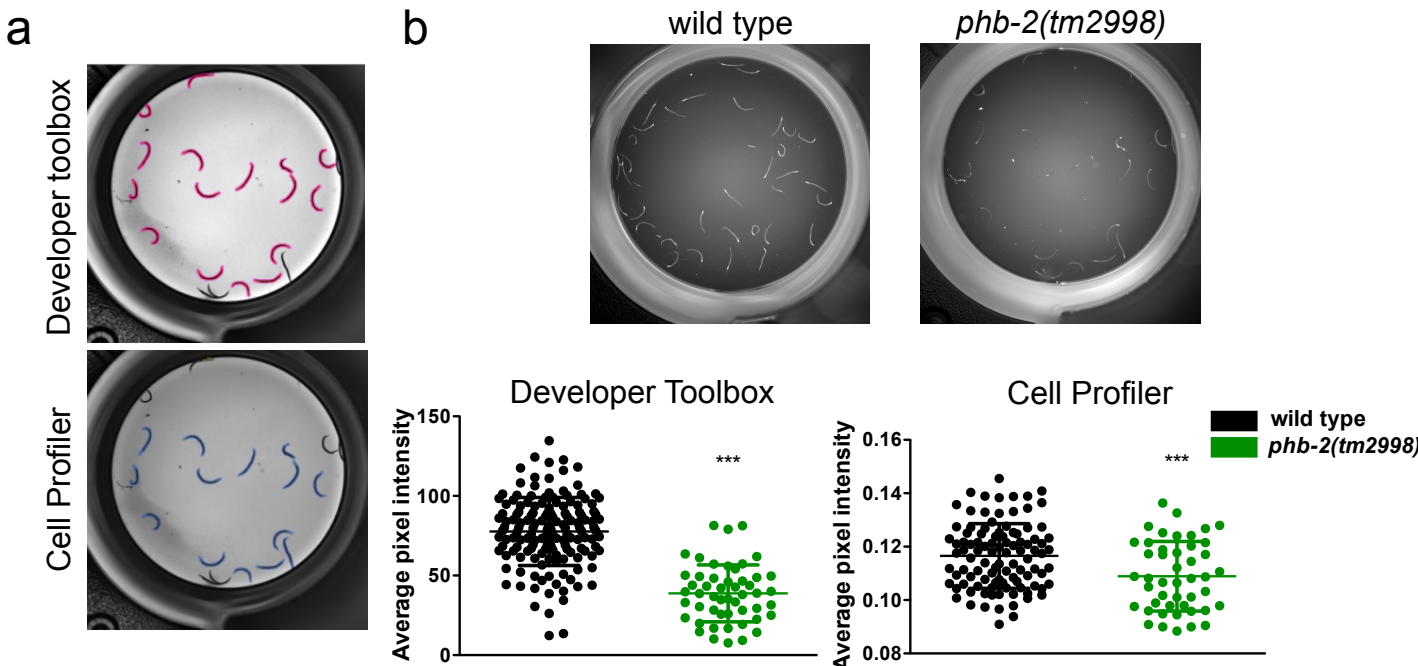 a
b
wild type
phb-2(tm2998)
Developer toolbox
Cell Profiler
Developer Toolbox
Average pixel intensity
150
100
50
0
***
Cell Profiler
Average pixel intensity
0.16
0.14
0.12
0.10
0.08
***
wild type
phb-2(tm2998)